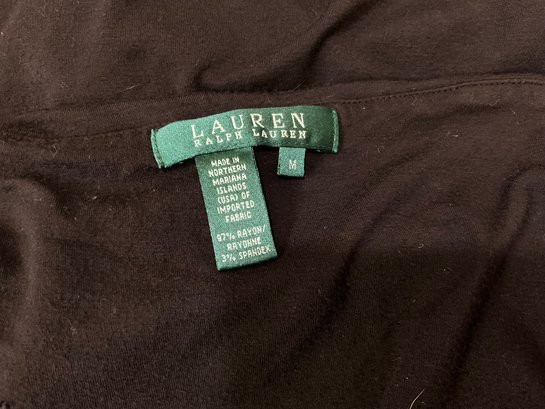 LAUREN
RALPH LAUREN
M
MADE IN
NORTHERN
MARIANA
ISLANDS
(USA) OF
IMPORTED
FABRIC
97% RAYON/
RAYONNE
3% SPANDEX